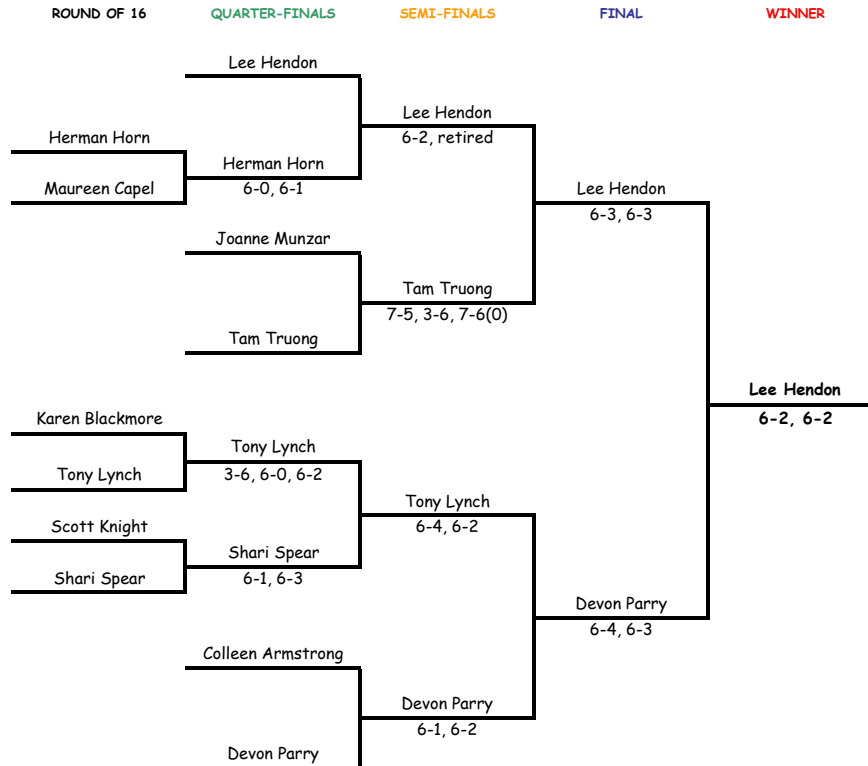 ROUND OF 16 QUARTER-FINALS SEMI-FINALS FINAL WINNER
Lee Hendon
Lee Hendon
6-2, retired
Herman Horn
Herman Horn
6-0, 6-1
Maureen Capel
Lee Hendon
6-3, 6-3
Joanne Munzar
Tam Truong
7-5, 3-6, 7-6(0)
Tam Truong
Lee Hendon
6-2, 6-2
Karen Blackmore
Tony Lynch
3-6, 6-0, 6-2
Tony Lynch
Tony Lynch
6-4, 6-2
Scott Knight
Shari Spear
6-1, 6-3
Shari Spear
Devon Parry
6-4, 6-3
Colleen Armstrong
Devon Parry
6-1, 6-2
Devon Parry